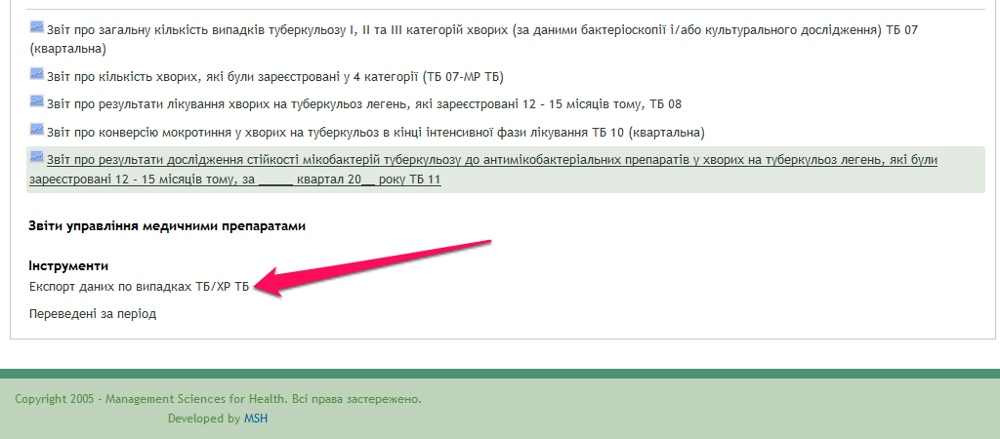 Звіт про загальну кількість випадків туберкульозу I, II та III категорій хворих (за даними бактеріоскопії і/або культурального дослідження) ТБ 07
(квартальна)
Звіт про кількість хворих, які були зареєстровані у 4 категорії (ТБ 07-МР ТБ)
Звіт про результати лікування хворих на туберкульоз легень, які зареєстровані 12 - 15 місяців тому, ТБ 08
Звіт про конверсію мокротиння у хворих на туберкульоз в кінці інтенсивної фази лікування ТБ 10 (квартальна)
Звіт про результати дослідження стійкості мікобактерій туберкульозу до антимікобактеріальних препаратів у хворих на туберкульоз легень, які були
зареєстровані 12 - 15 місяців тому, за _____ квартал 20__ року ТБ 11
Звіти управління медичними препаратами
Інструменти
Експорт даних по випадках ТБ/ХР ТБ
Переведені за період
Copyright 2005 - Management Sciences for Health. Всі права застережено.
Developed by MSH